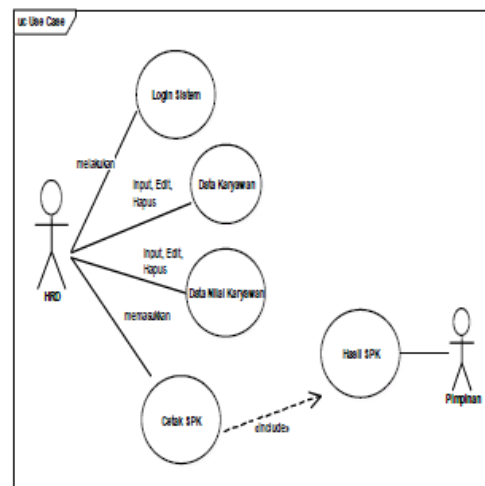 uc Use Case
Login Sistem
melakukan
Input, Edit,
Hapus
Data Karyawan
Input, Edit,
Hapus
Data Nilai Karyawan
HRD
memasukkan
Hasil SPK
Pimpinan
Cetak SPK
«include»